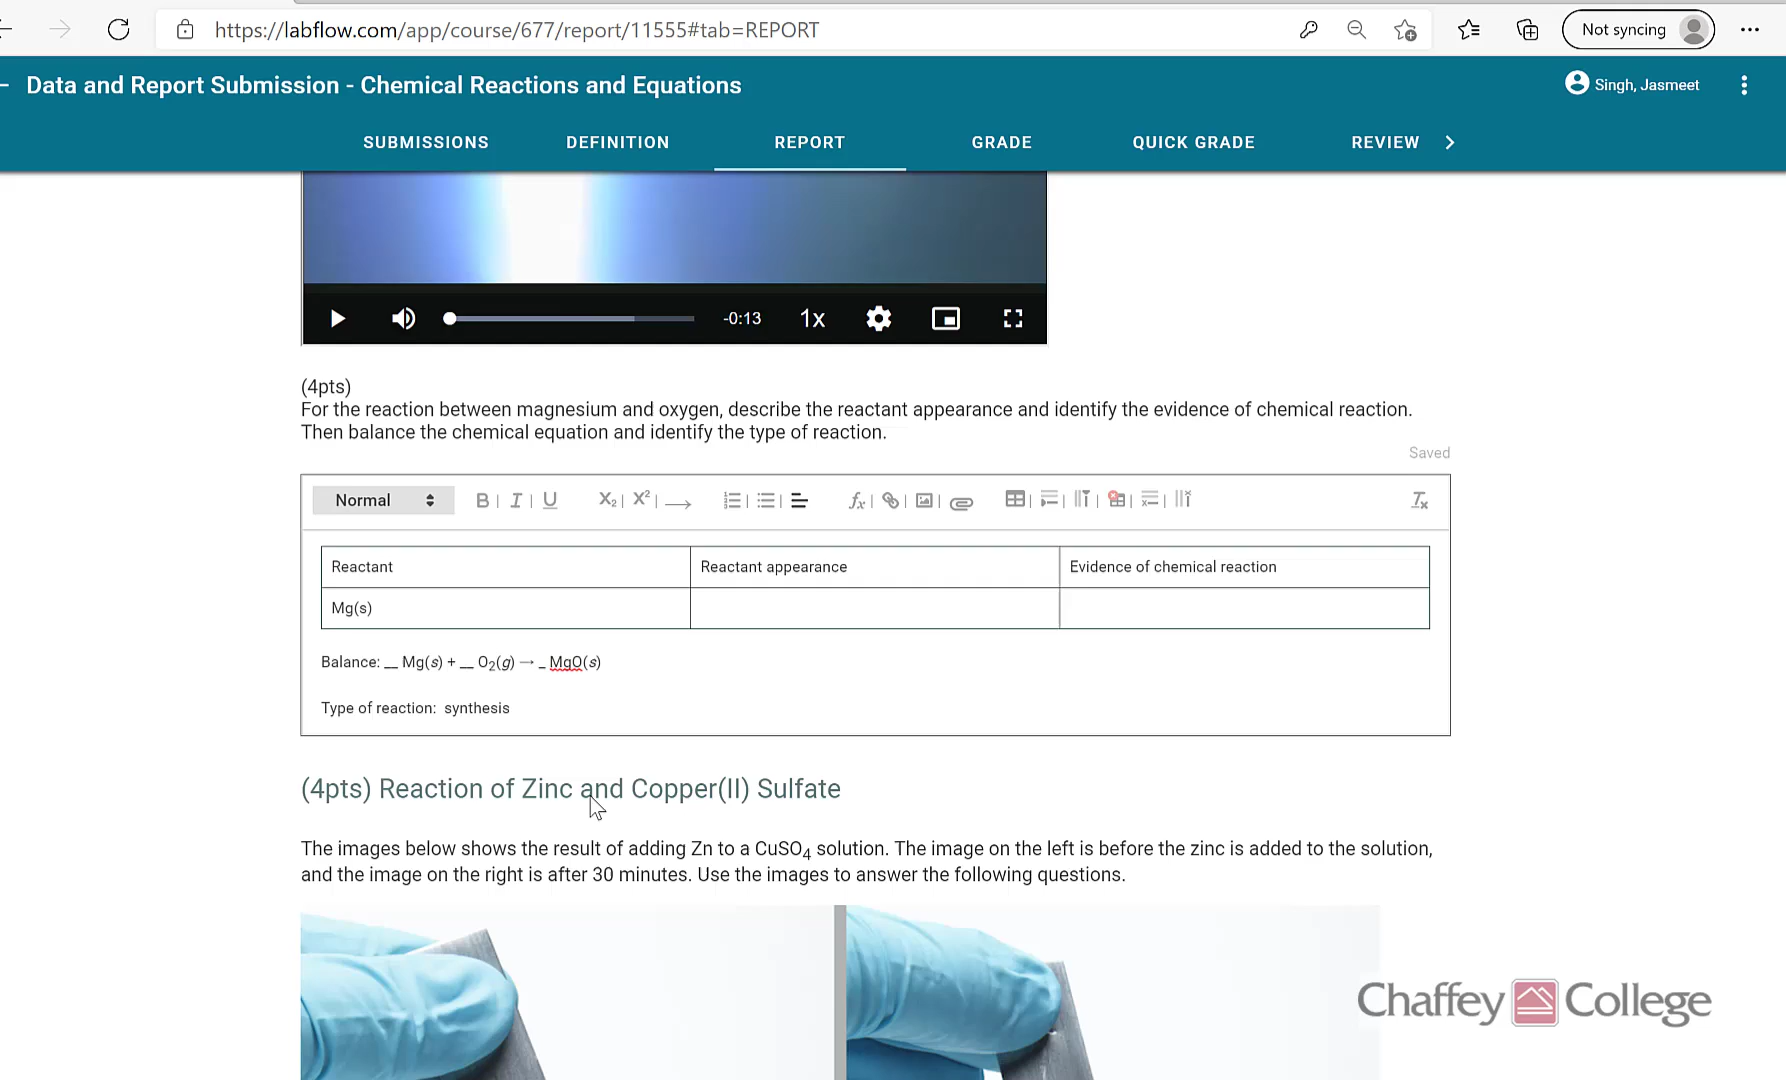 https://labflow.com/app/course/677/report/11555#tab=REPORT
Not syncing
Data and Report Submission - Chemical Reactions and Equations
Singh, Jasmeet
SUBMISSIONS DEFINITION REPORT GRADE QUICK GRADE REVIEW
-0:13 1x
(4pts)
For the reaction between magnesium and oxygen, describe the reactant appearance and identify the evidence of chemical reaction.
Then balance the chemical equation and identify the type of reaction.
Saved
Normal B I U X₂ X² fx Tx
Reactant Reactant appearance Evidence of chemical reaction
Mg(s)
Balance: __ Mg(s) + __ O₂(g) → _ MgO(s)
Type of reaction: synthesis
(4pts) Reaction of Zinc and Copper(II) Sulfate
The images below shows the result of adding Zn to a CuSO₄ solution. The image on the left is before the zinc is added to the solution,
and the image on the right is after 30 minutes. Use the images to answer the following questions.
Chaffey College